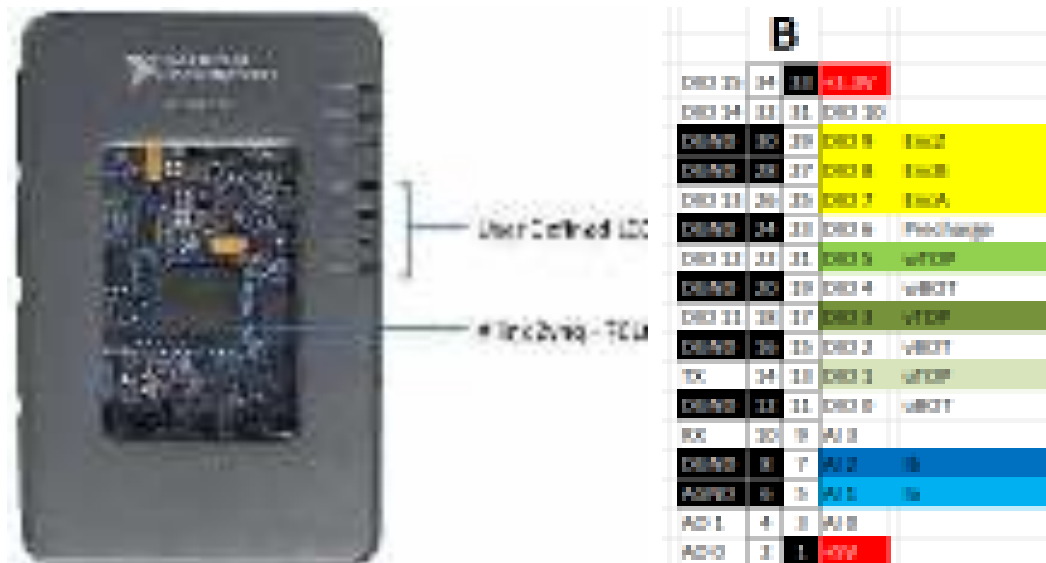 NATIONAL INSTRUMENTS
User Defined LED
B
DIO 15 34 33 +3.3V
DIO 14 32 31 DIO 10
DGND 30 29 DIO 9 EncZ
DGND 28 27 DIO 8 EncB
DIO 13 26 25 DIO 7 EncA
DGND 24 23 DIO 6 Precharge
DIO 12 22 21 DIO 5 wTOP
DGND 20 19 DIO 4 wBOT
DIO 11 18 17 DIO 3 vTOP
DGND 16 15 DIO 2 vBOT
TX 14 13 DIO 1 uTOP
DGND 12 11 DIO 0 uBOT
RX 10 9 AI 3
DGND 8 7 AI 2
AGND 6 5 AI 1
AO 1 4 3 AI 0
AO 0 2 1 +5V